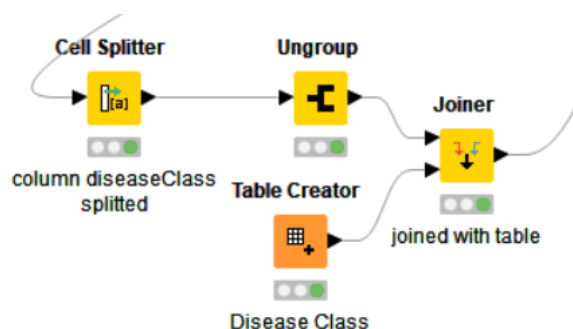 Cell Splitter
Ungroup
Joiner
[a]
column diseaseClass
splitted
Table Creator
joined with table
Disease Class